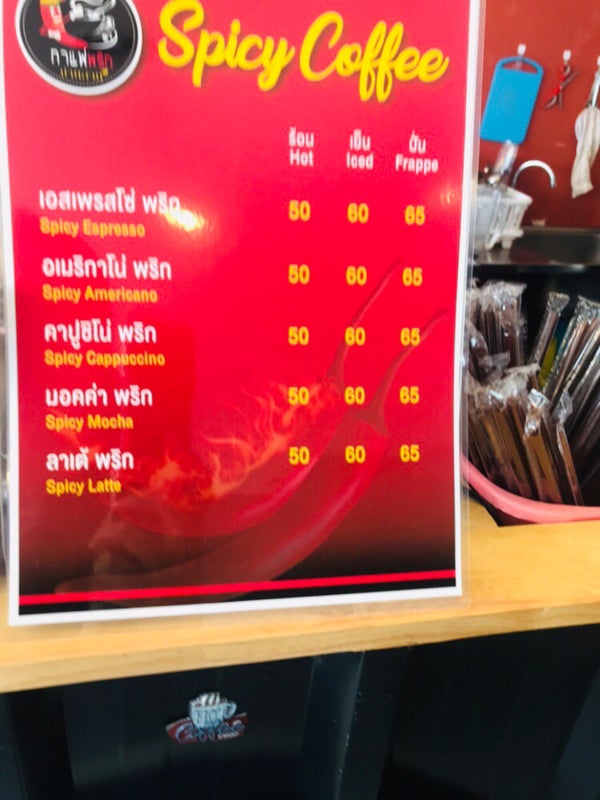 กาแฟพริก
Spicy Coffee
ร้อน เย็น ปั่น
Hot Iced Frappe
เอสเพรสโซ่ พริก 50 60 65
Spicy Espresso
อเมริกาโน่ พริก 50 60 65
Spicy Americano
คาปูชิโน่ พริก 50 60 65
Spicy Cappuccino
มอคค่า พริก 50 60 65
Spicy Mocha
ลาเต้ พริก 50 60 65
Spicy Latte
Coffee
SHOP